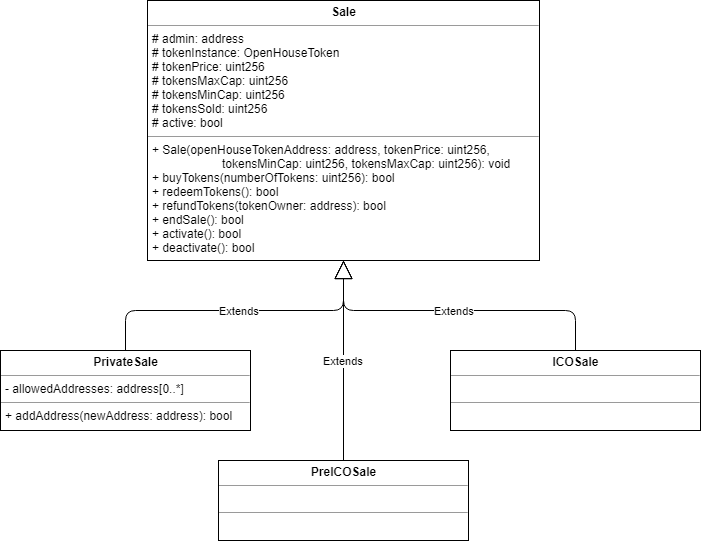 Sale
# admin: address
# tokenInstance: OpenHouseToken
# tokenPrice: uint256
# tokensMaxCap: uint256
# tokensMinCap: uint256
# tokensSold: uint256
# active: bool
+ Sale(openHouseTokenAddress: address, tokenPrice: uint256,
tokensMinCap: uint256, tokensMaxCap: uint256): void
+ buyTokens(numberOfTokens: uint256): bool
+ redeemTokens(): bool
+ refundTokens(tokenOwner: address): bool
+ endSale(): bool
+ activate(): bool
+ deactivate(): bool
Extends
Extends
Extends
PrivateSale
- allowedAddresses: address[0..*]
+ addAddress(newAddress: address): bool
ICOSale
PreICOSale